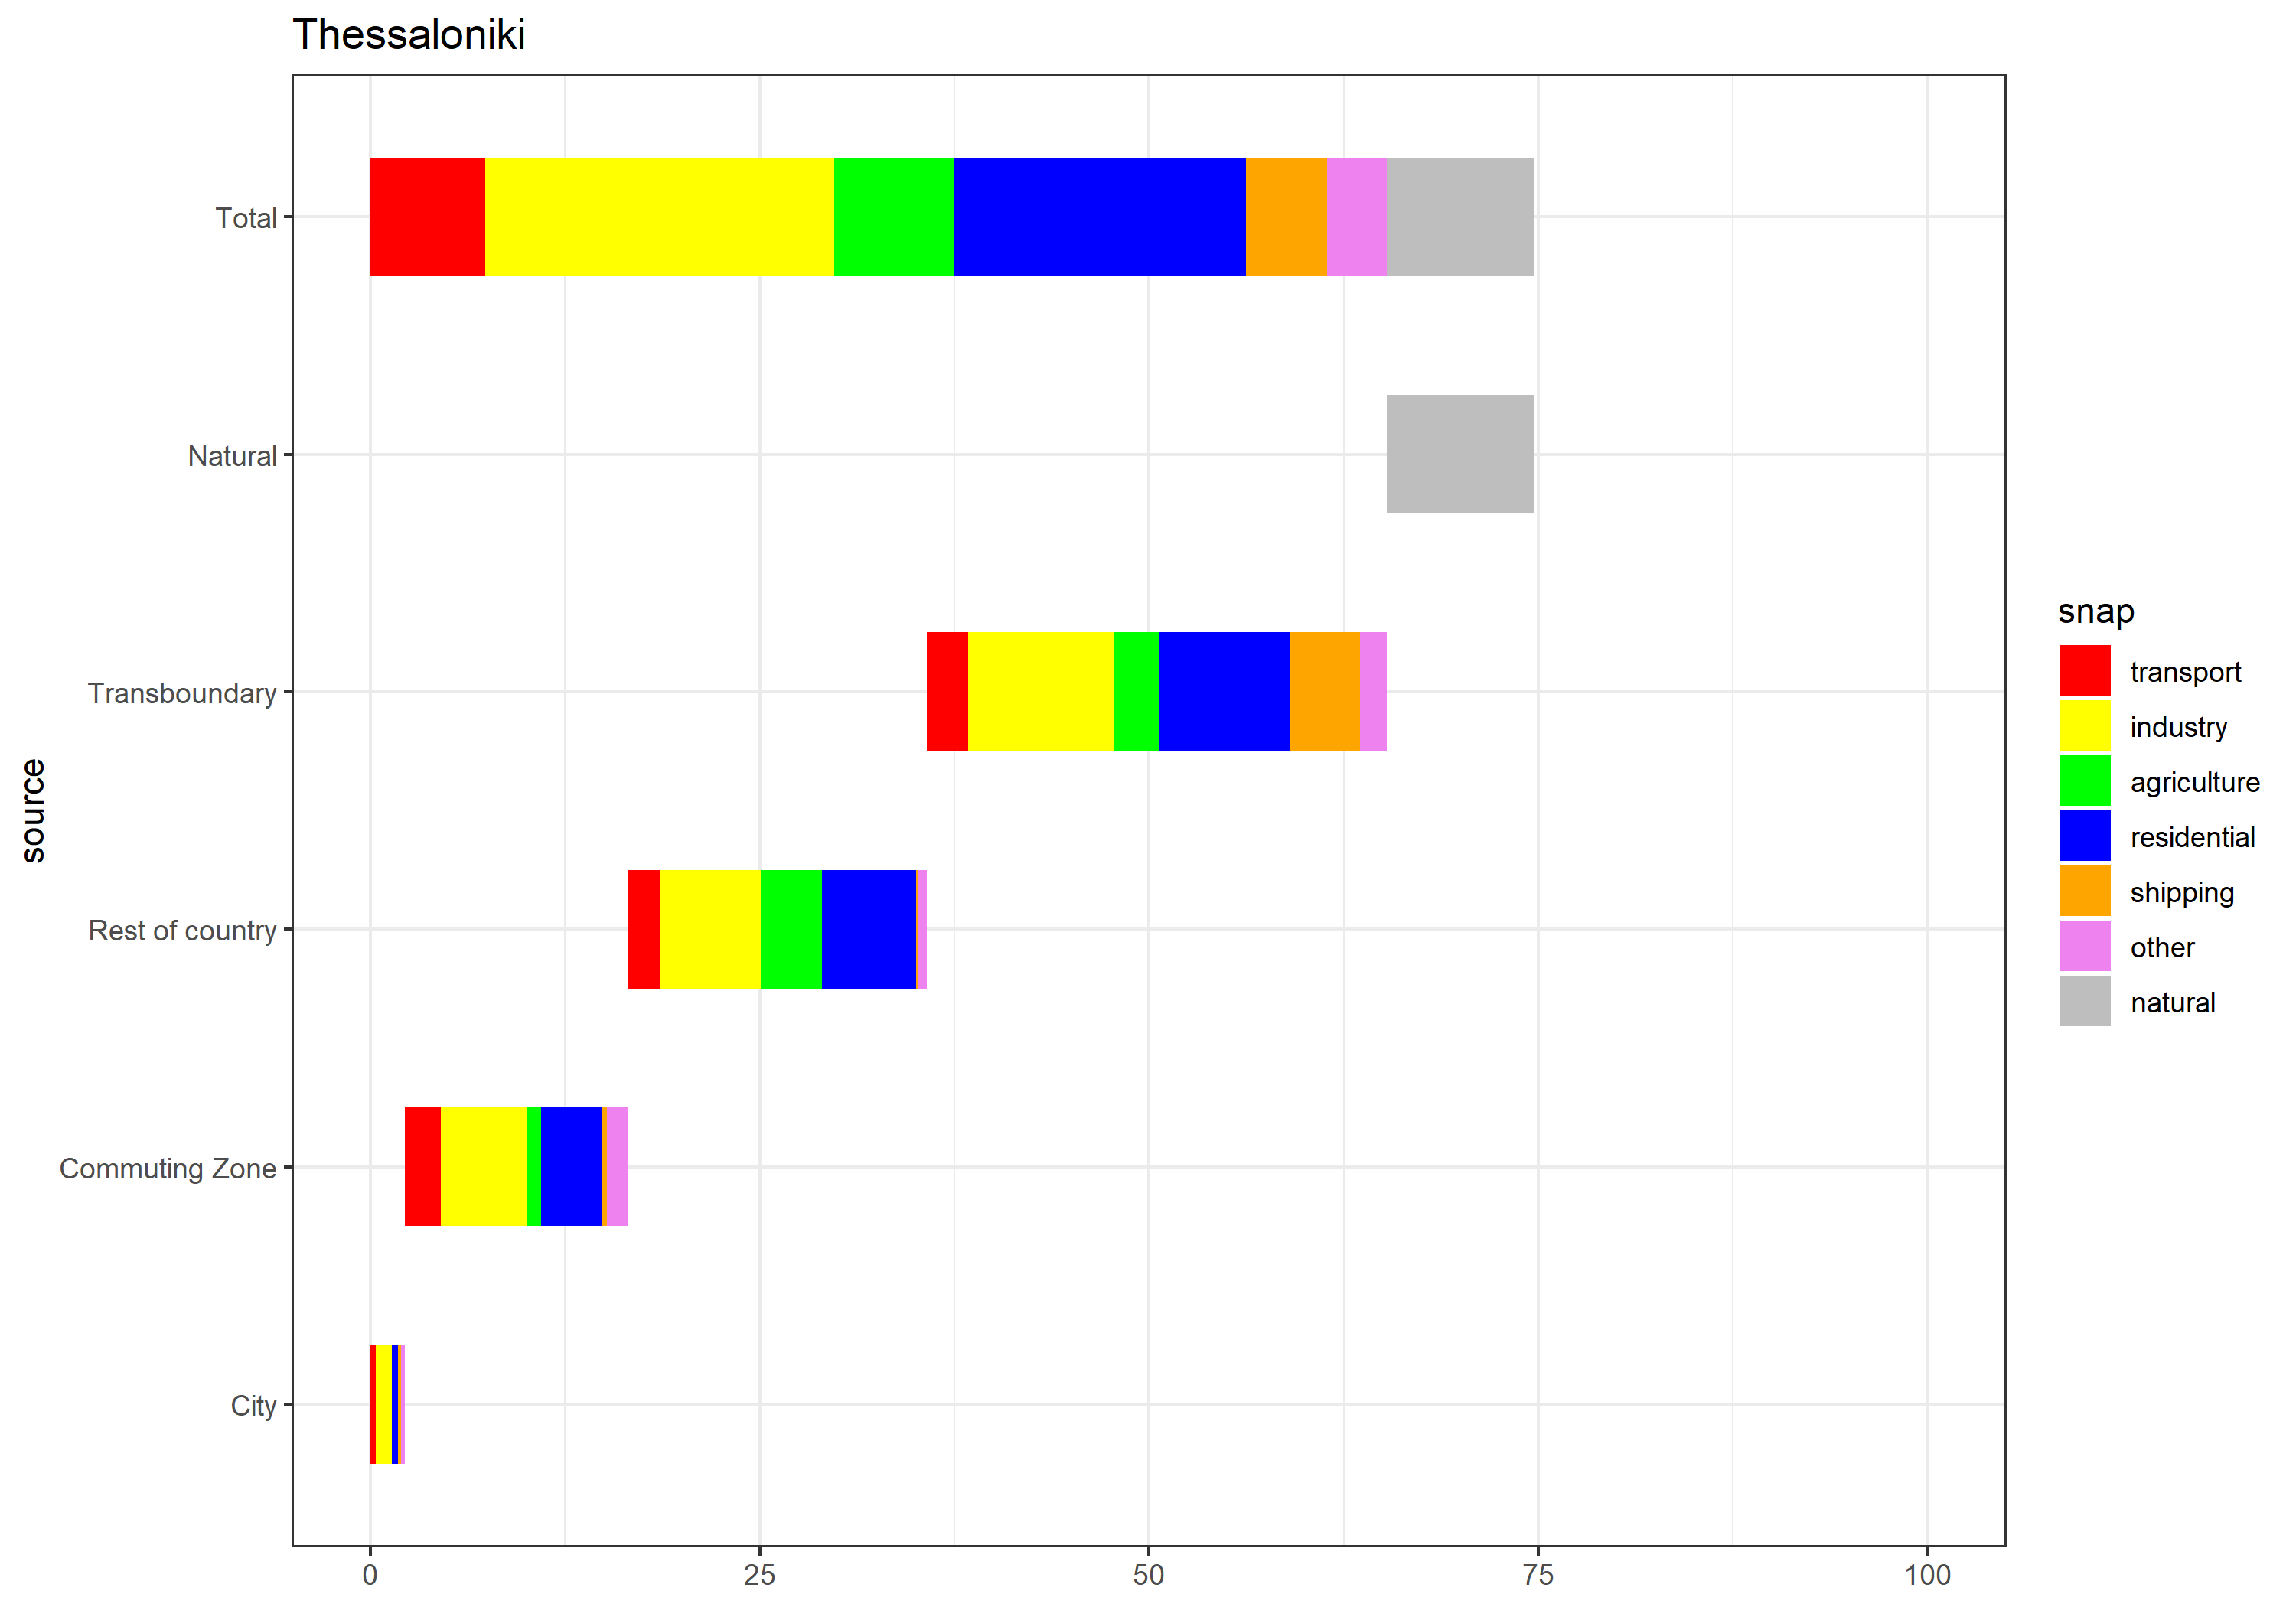 Thessaloniki
Total
Natural
Transboundary
Rest of country
Commuting Zone
City
source
0 25 50 75 100
snap
transport
industry
agriculture
residential
shipping
other
natural